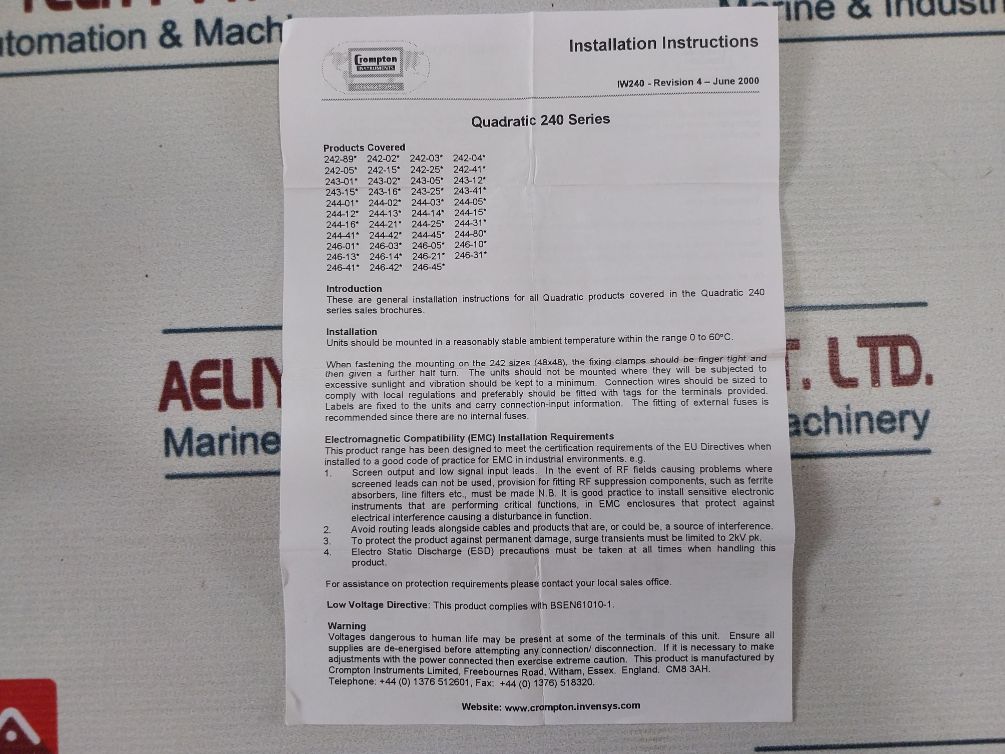 Automation & Mach
Marine & Industri
Crompton
INSTRUMENTS
Installation Instructions
IW240 - Revision 4 – June 2000
Quadratic 240 Series
Products Covered
242-89* 242-02* 242-03* 242-04*
242-05* 242-15* 242-25* 242-41*
243-01* 243-02* 243-05* 243-12*
243-15* 243-16* 243-25* 243-41*
244-01* 244-02* 244-03* 244-05*
244-12* 244-13* 244-14* 244-15*
244-16* 244-21* 244-25* 244-31*
244-41* 244-42* 244-45* 244-80*
246-01* 246-03* 246-05* 246-10*
246-13* 246-14* 246-21* 246-31*
246-41* 246-42* 246-45*
Introduction
These are general installation instructions for all Quadratic products covered in the Quadratic 240
series sales brochures.
Installation
Units should be mounted in a reasonably stable ambient temperature within the range 0 to 60°C.
When fastening the mounting on the 242 sizes (48x48), the fixing clamps should be finger tight and
then given a further half turn. The units should not be mounted where they will be subjected to
excessive sunlight and vibration should be kept to a minimum. Connection wires should be sized to
comply with local regulations and preferably should be fitted with tags for the terminals provided.
Labels are fixed to the units and carry connection-input information. The fitting of external fuses is
recommended since there are no internal fuses.
Electromagnetic Compatibility (EMC) Installation Requirements
This product range has been designed to meet the certification requirements of the EU Directives when
installed to a good code of practice for EMC in industrial environments. e.g.
1. Screen output and low signal input leads. In the event of RF fields causing problems where
screened leads can not be used, provision for fitting RF suppression components, such as ferrite
absorbers, line filters etc., must be made N.B. It is good practice to install sensitive electronic
instruments that are performing critical functions, in EMC enclosures that protect against
electrical interference causing a disturbance in function.
2. Avoid routing leads alongside cables and products that are, or could be, a source of interference.
3. To protect the product against permanent damage, surge transients must be limited to 2kV pk.
4. Electro Static Discharge (ESD) precautions must be taken at all times when handling this
product.
For assistance on protection requirements please contact your local sales office.
Low Voltage Directive: This product complies with BSEN61010-1.
Warning
Voltages dangerous to human life may be present at some of the terminals of this unit. Ensure all
supplies are de-energised before attempting any connection/ disconnection. If it is necessary to make
adjustments with the power connected then exercise extreme caution. This product is manufactured by
Crompton Instruments Limited, Freebournes Road, Witham, Essex. England. CM8 3AH.
Telephone: +44 (0) 1376 512601, Fax: +44 (0) 1376) 518320.
Website: www.crompton.invensys.com
AELIY T. LTD.
Marine achinery